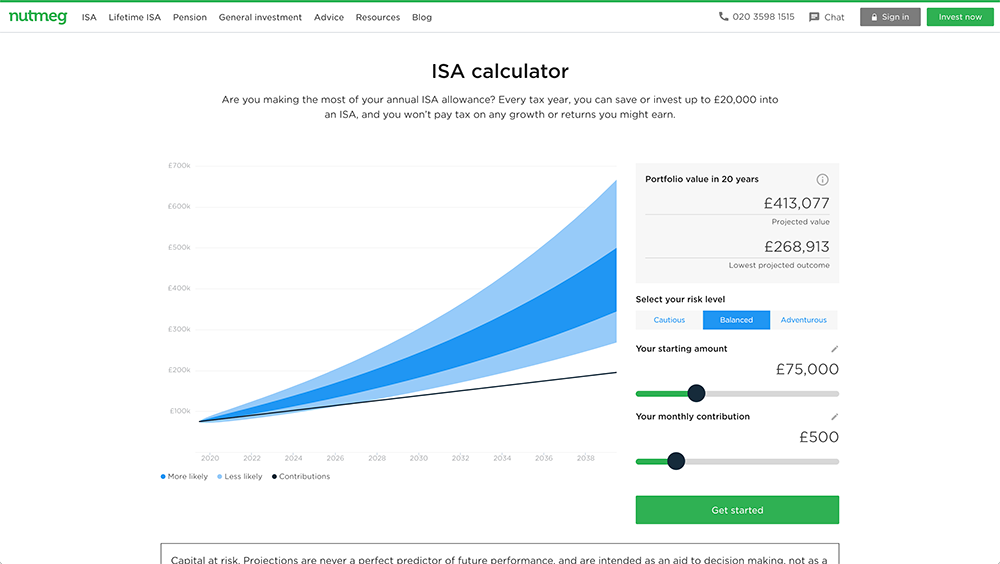 nutmeg
ISA Lifetime ISA Pension General investment Advice Resources Blog
020 3598 1515 Chat Sign in Invest now
ISA calculator
Are you making the most of your annual ISA allowance? Every tax year, you can save or invest up to £20,000 into
an ISA, and you won't pay tax on any growth or returns you might earn.
£700k
£600k
£500k
£400k
£300k
£200k
£100k
2020 2022 2024 2026 2028 2030 2032 2034 2036 2038
More likely Less likely Contributions
Portfolio value in 20 years
£413,077
Projected value
£268,913
Lowest projected outcome
Select your risk level
Cautious Balanced Adventurous
Your starting amount
£75,000
Your monthly contribution
£500
Get started
Capital at risk. Projections are never a perfect predictor of future performance, and are intended as an aid to decision making, not as a